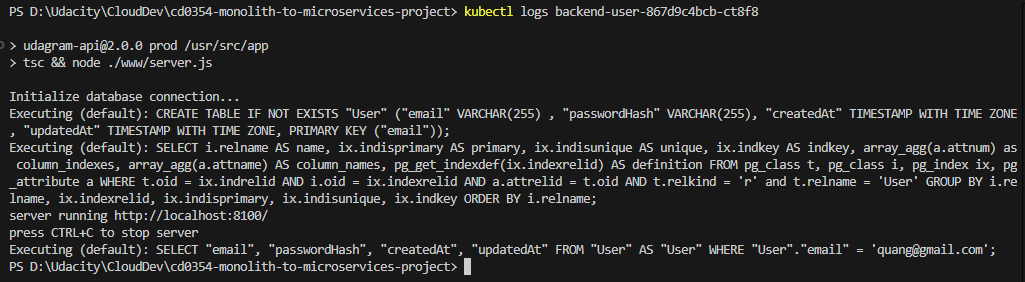 PS D:\Udacity\CloudDev\cd0354-monolith-to-microservices-project> kubectl logs backend-user-867d9c4bcb-ct8f8
> udagram-api@2.0.0 prod /usr/src/app
> tsc && node ./www/server.js
Initialize database connection...
Executing (default): CREATE TABLE IF NOT EXISTS "User" ("email" VARCHAR(255) , "passwordHash" VARCHAR(255), "createdAt" TIMESTAMP WITH TIME ZONE
, "updatedAt" TIMESTAMP WITH TIME ZONE, PRIMARY KEY ("email"));
Executing (default): SELECT i.relname AS name, ix.indisprimary AS primary, ix.indisunique AS unique, ix.indkey AS indkey, array_agg(a.attnum) as
 column_indexes, array_agg(a.attname) AS column_names, pg_get_indexdef(ix.indexrelid) AS definition FROM pg_class t, pg_class i, pg_index ix, pg
_attribute a WHERE t.oid = ix.indrelid AND i.oid = ix.indexrelid AND a.attrelid = t.oid AND t.relkind = 'r' and t.relname = 'User' GROUP BY i.re
lname, ix.indexrelid, ix.indisprimary, ix.indisunique, ix.indkey ORDER BY i.relname;
server running http://localhost:8100/
press CTRL+C to stop server
Executing (default): SELECT "email", "passwordHash", "createdAt", "updatedAt" FROM "User" AS "User" WHERE "User"."email" = 'quang@gmail.com';
PS D:\Udacity\CloudDev\cd0354-monolith-to-microservices-project>